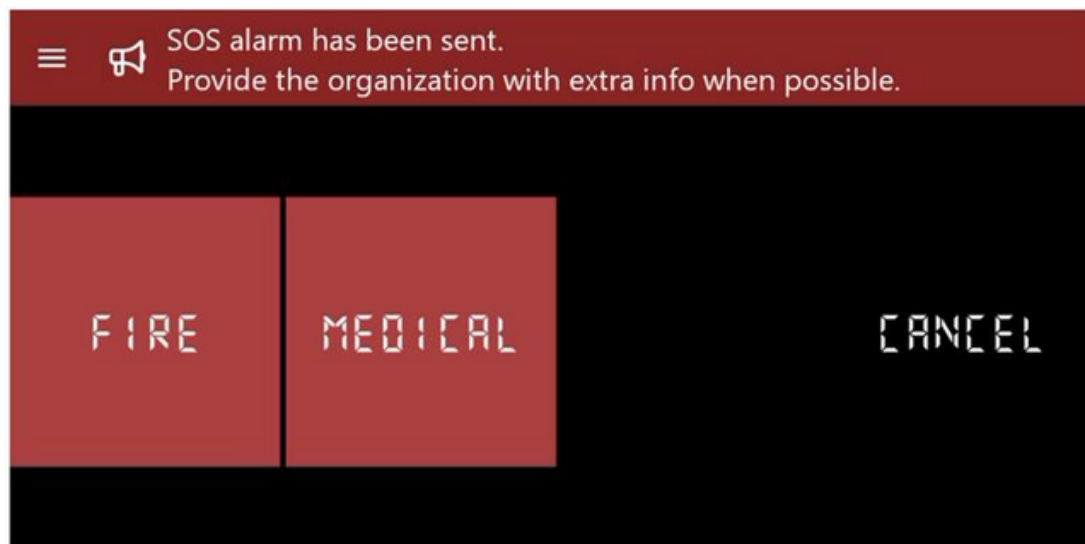 SOS alarm has been sent.
Provide the organization with extra info when possible.
FIRE
MEDICAL
CANCEL